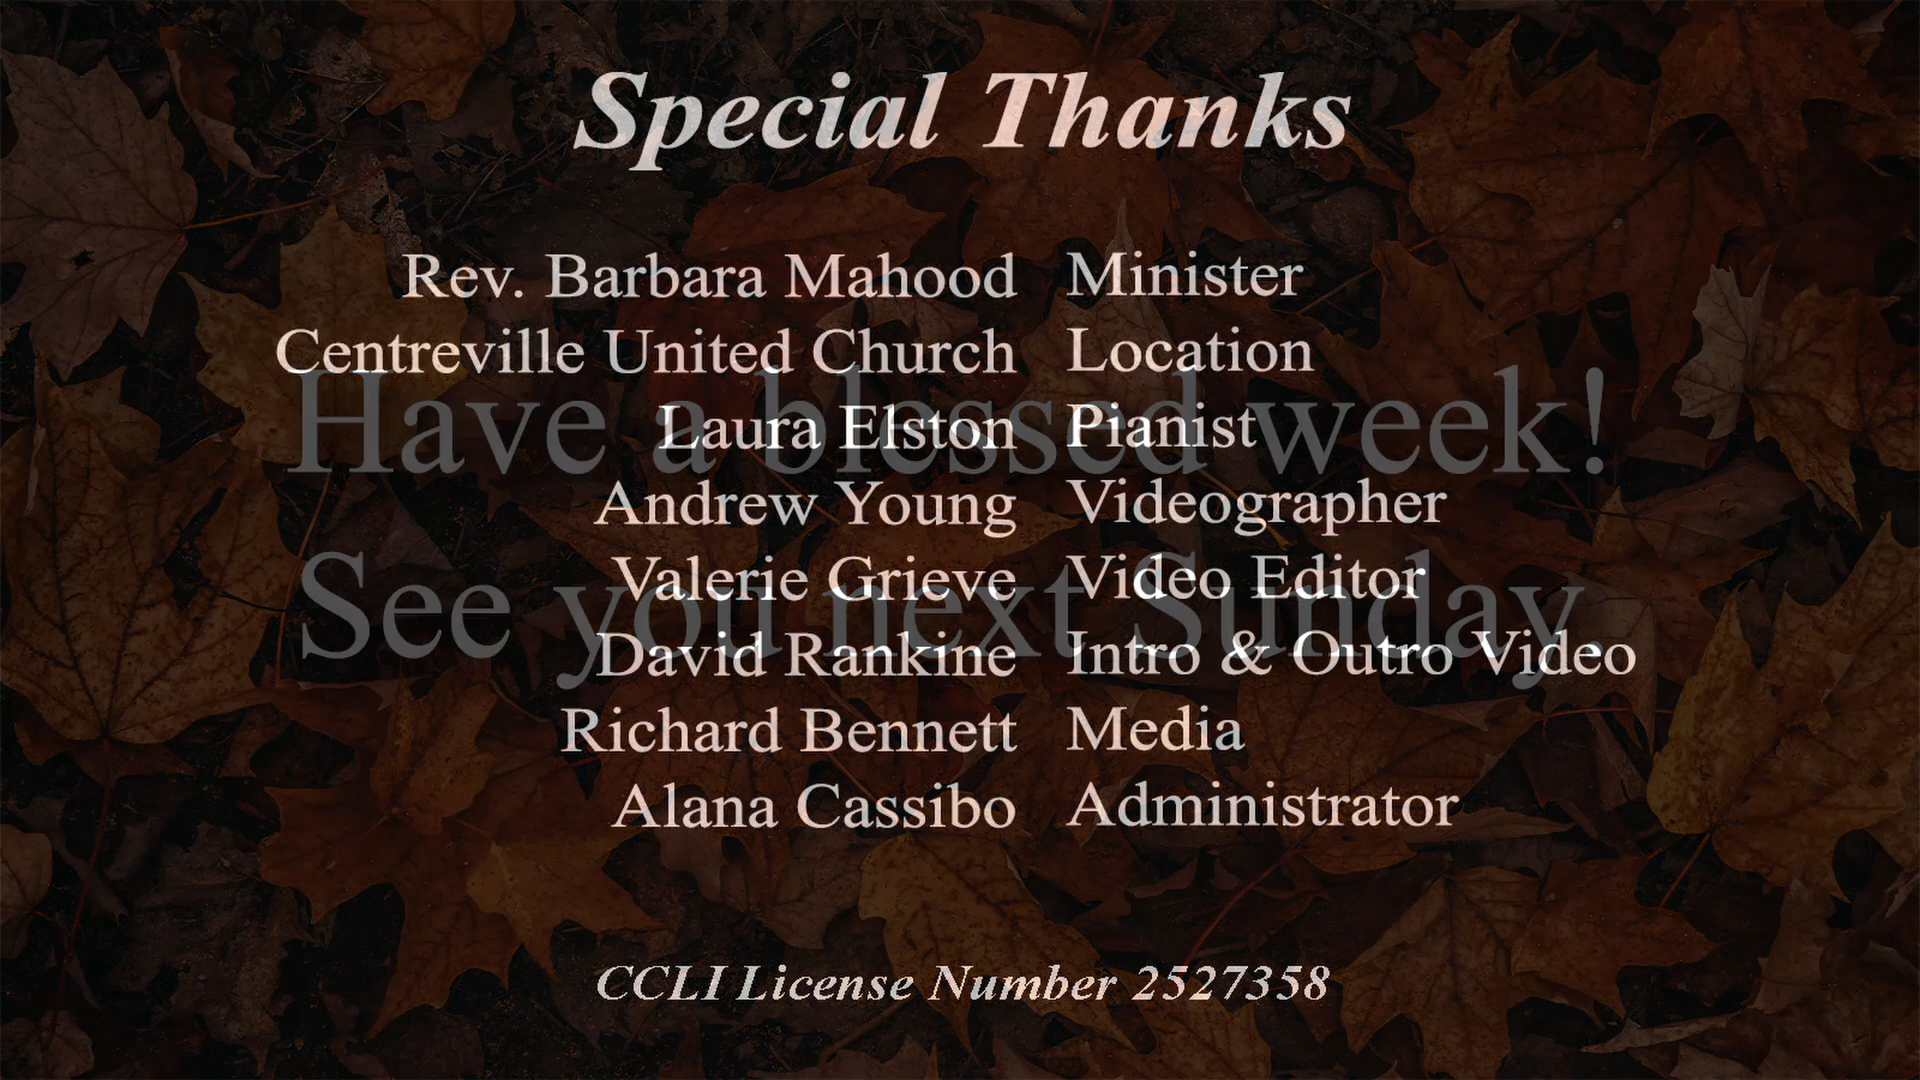 Special Thanks
Rev. Barbara Mahood Minister
Centreville United Church Location
Have a blessed week!
Laura Elston Pianist
Andrew Young Videographer
See you next Sunday.
Valerie Grieve Video Editor
David Rankine Intro & Outro Video
Richard Bennett Media
Alana Cassibo Administrator
CCLI License Number 2527358